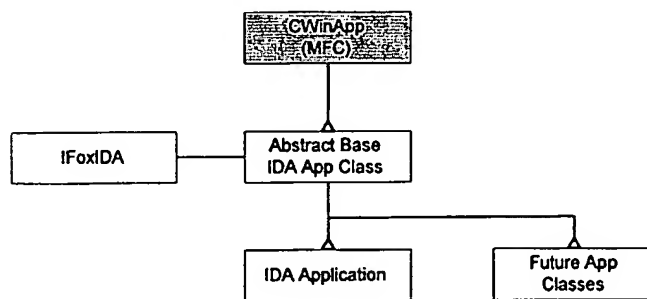 CWinApp
(MFC)
IFoxIDA
Abstract Base
IDA App Class
IDA Application
Future App
Classes